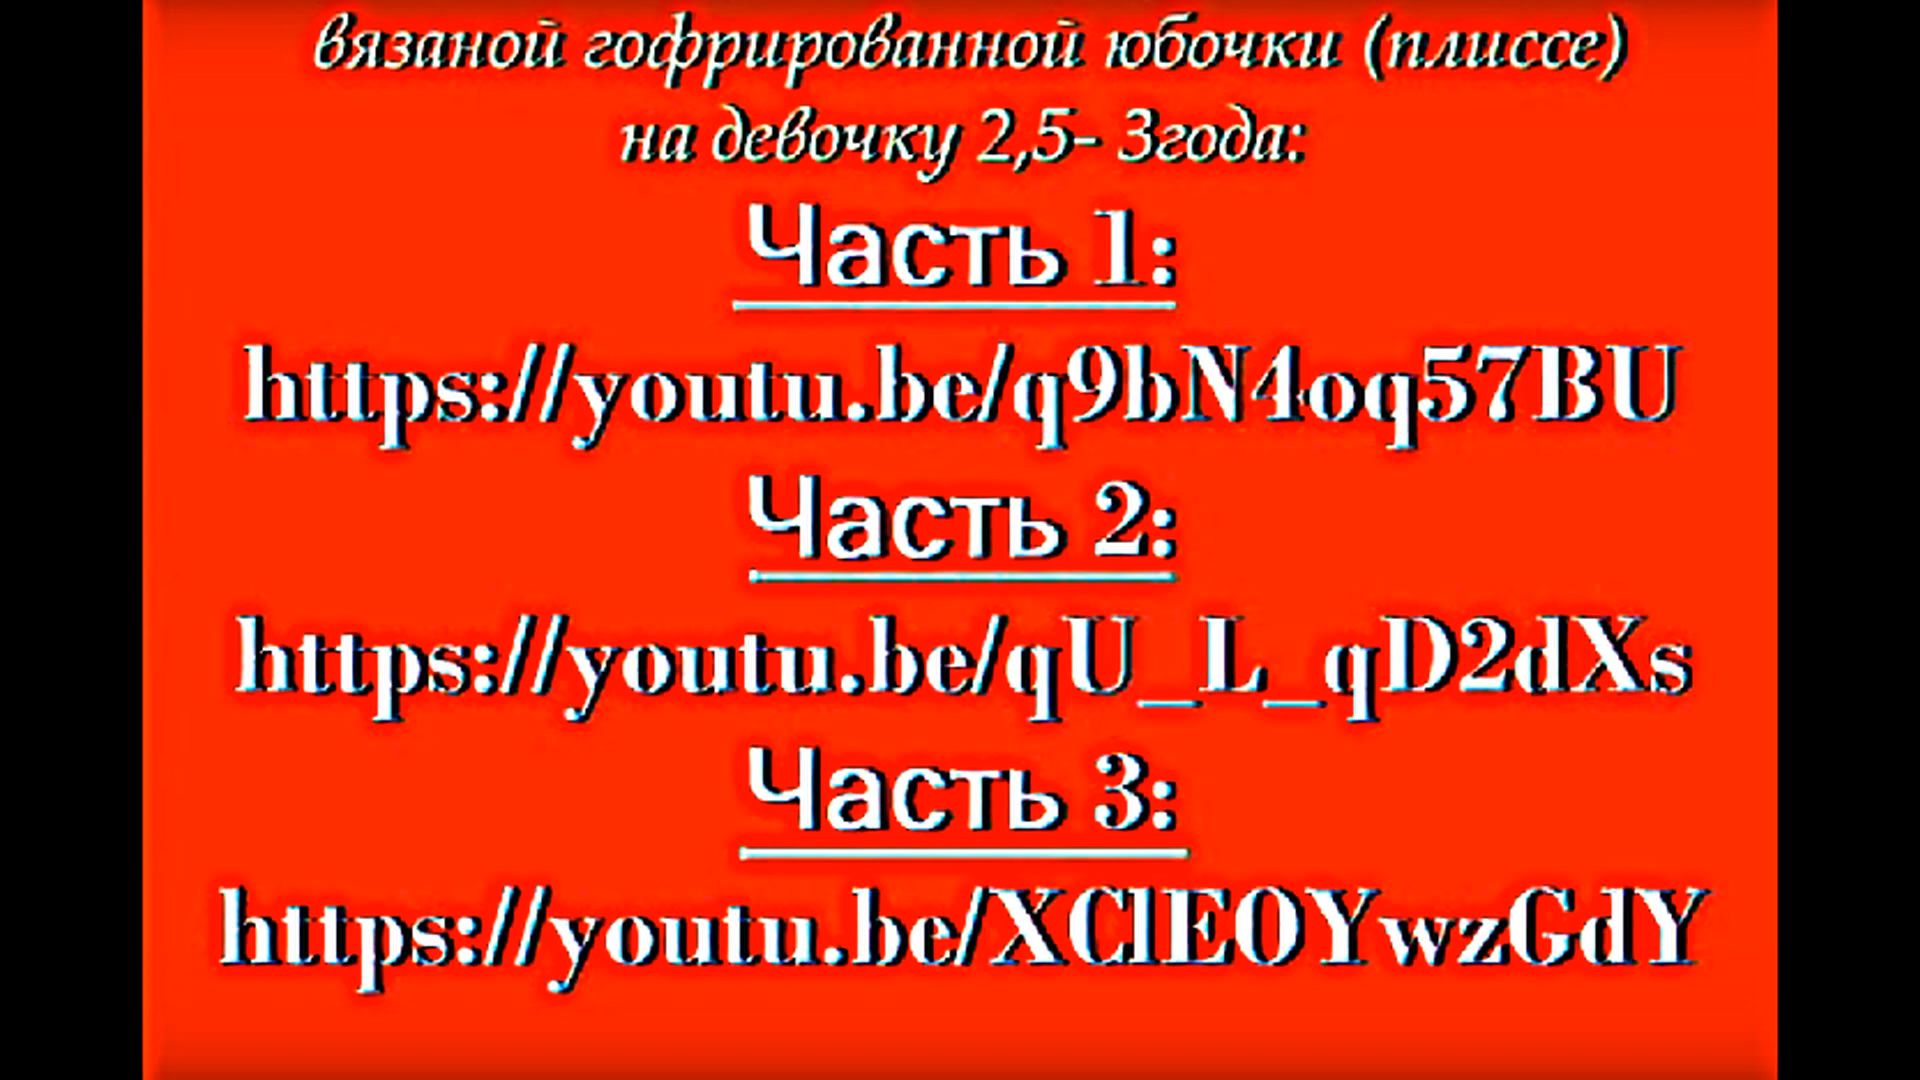 вязаной гофрированной юбочки (плиссе)
на девочку 2,5- 3года:
Часть 1:
https://youtu.be/q9bN4oq57BU
Часть 2:
https://youtu.be/qU_L_qD2dXs
Часть 3:
https://youtu.be/XClE0YwzGdY